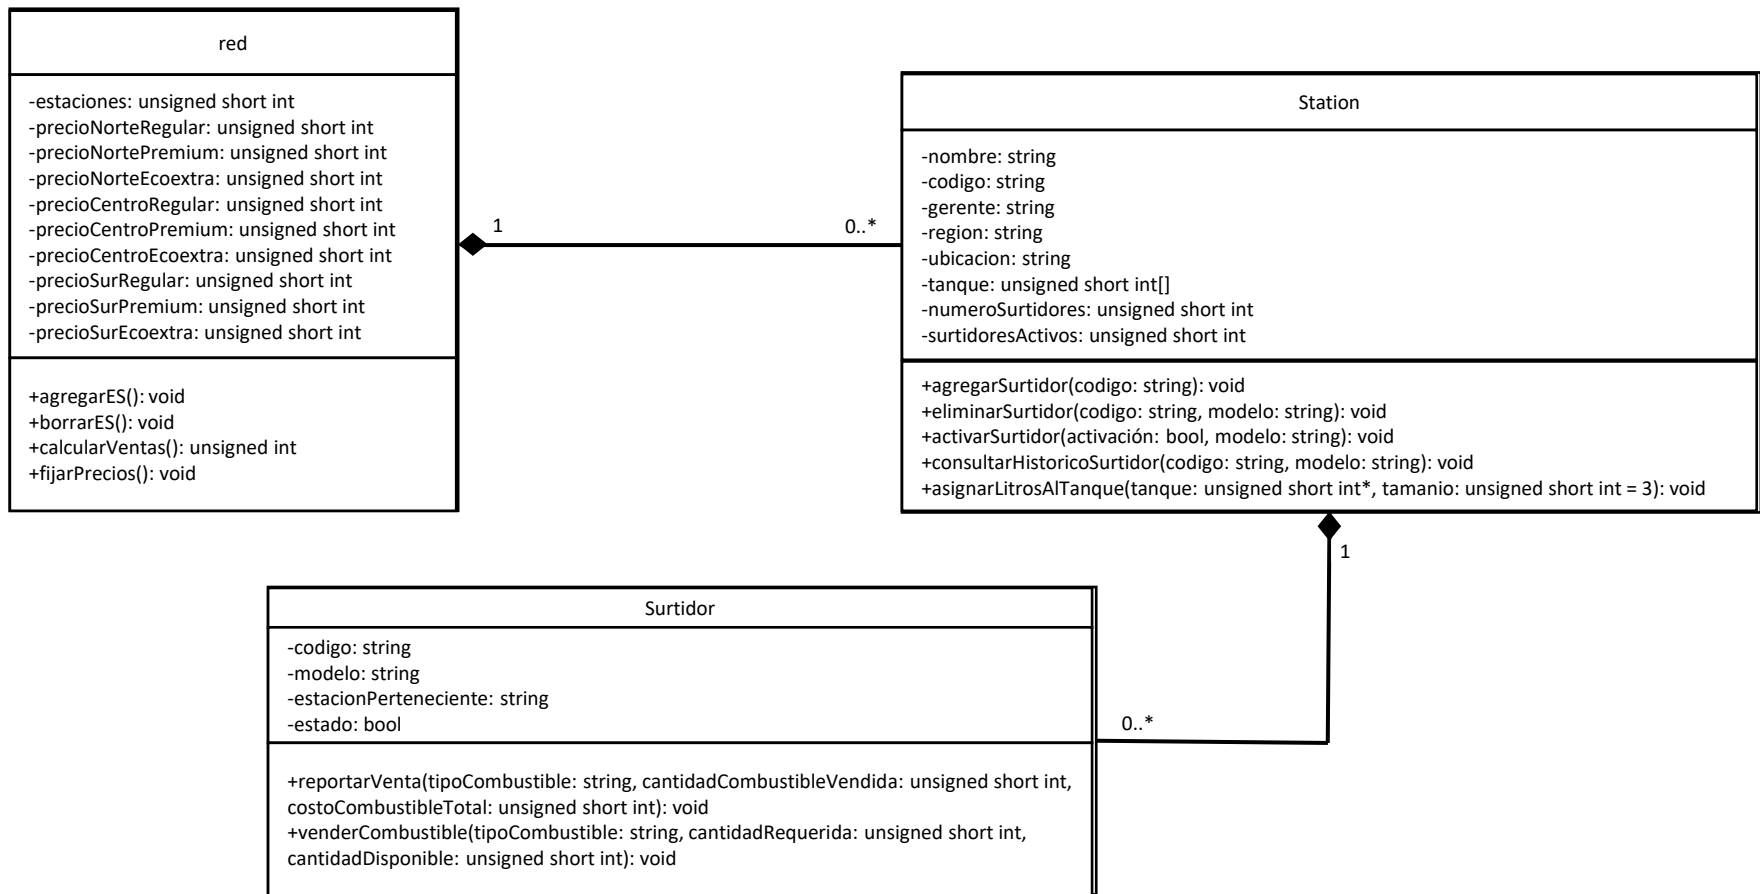 red
-estaciones: unsigned short int
-precioNorteRegular: unsigned short int
-precioNortePremium: unsigned short int
-precioNorteEcoextra: unsigned short int
-precioCentroRegular: unsigned short int
-precioCentroPremium: unsigned short int
-precioCentroEcoextra: unsigned short int
-precioSurRegular: unsigned short int
-precioSurPremium: unsigned short int
-precioSurEcoextra: unsigned short int
+agregarES(): void
+borrarES(): void
+calcularVentas(): unsigned int
+fijarPrecios(): void
1
0..*
Station
-nombre: string
-codigo: string
-gerente: string
-region: string
-ubicacion: string
-tanque: unsigned short int[]
-numeroSurtidores: unsigned short int
-surtidoresActivos: unsigned short int
+agregarSurtidor(codigo: string): void
+eliminarSurtidor(codigo: string, modelo: string): void
+activarSurtidor(activación: bool, modelo: string): void
+consultarHistoricoSurtidor(codigo: string, modelo: string): void
+asignarLitrosAlTanque(tanque: unsigned short int*, tamanio: unsigned short int = 3): void
1
0..*
Surtidor
-codigo: string
-modelo: string
-estacionPerteneciente: string
-estado: bool
+reportarVenta(tipoCombustible: string, cantidadCombustibleVendida: unsigned short int,
costoCombustibleTotal: unsigned short int): void
+venderCombustible(tipoCombustible: string, cantidadRequerida: unsigned short int,
cantidadDisponible: unsigned short int): void